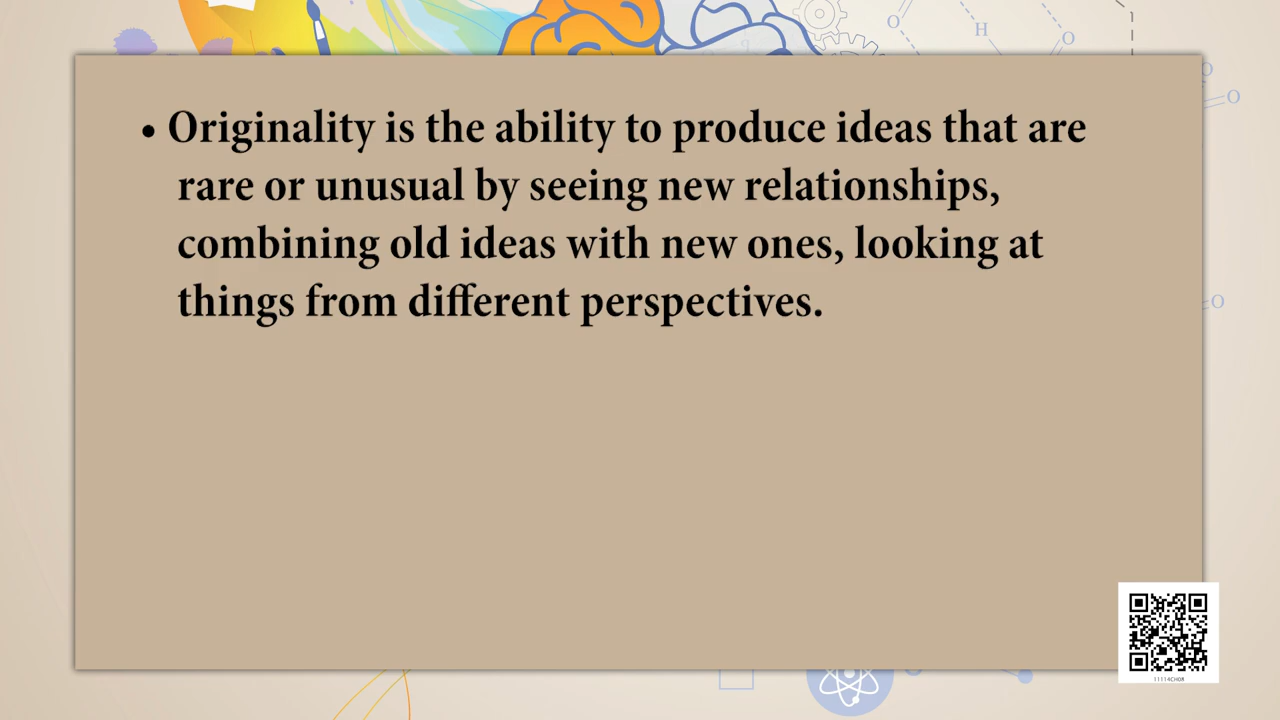 • Originality is the ability to produce ideas that are
rare or unusual by seeing new relationships,
combining old ideas with new ones, looking at
things from different perspectives.
O
H
O
O
O
O
11114CH08